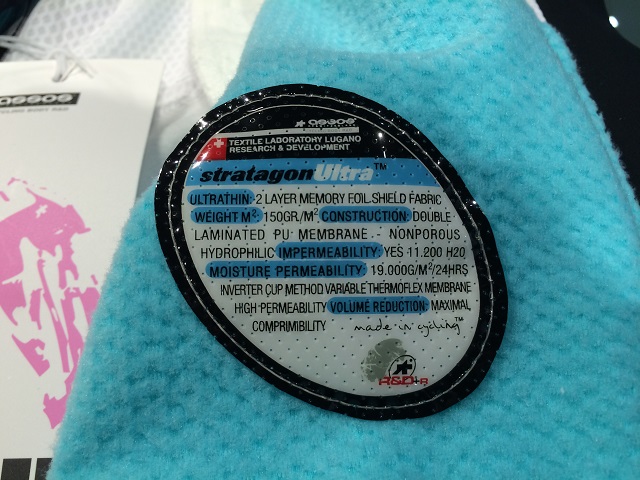 assos
assos
TEXTILE LABORATORY LUGANO
RESEARCH & DEVELOPMENT
stratagonUltra™
ULTRATHIN: 2 LAYER MEMORY FOIL SHIELD FABRIC
WEIGHT M²: 150GR./M² CONSTRUCTION: DOUBLE
LAMINATED PU MEMBRANE - NONPOROUS
HYDROPHILIC IMPERMEABILITY: YES 11.200 H20
MOISTURE PERMEABILITY: 19.000G/M²/24HRS
INVERTER CUP METHOD VARIABLE THERMOFLEX MEMBRANE
HIGH PERMEABILITY VOLUME REDUCTION: MAXIMAL
COMPRIMIBILITY made in cycling™